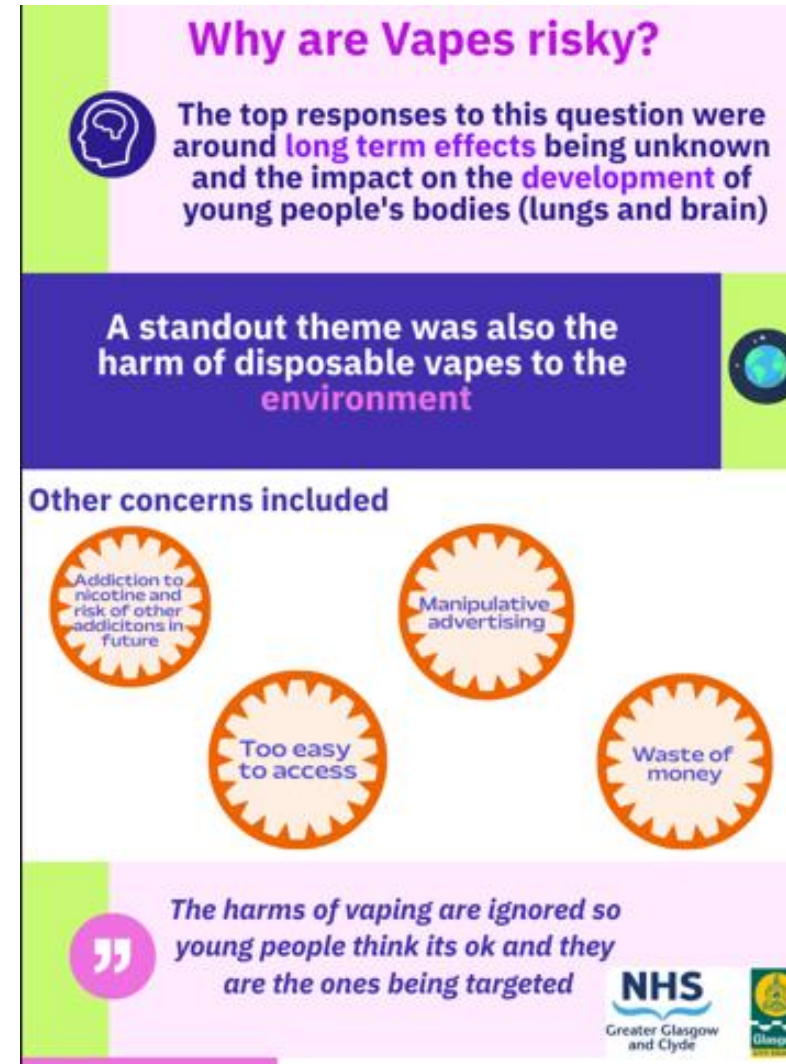 Why are Vapes risky?
The top responses to this question were
around long term effects being unknown
and the impact on the development of
young people's bodies (lungs and brain)
A standout theme was also the
harm of disposable vapes to the
environment
Other concerns included
Addiction to
nicotine and
risk of other
addicitons in
future
Manipulative
advertising
Too easy
to access
Waste of
money
The harms of vaping are ignored so
young people think its ok and they
are the ones being targeted
NHS
Greater Glasgow
and Clyde